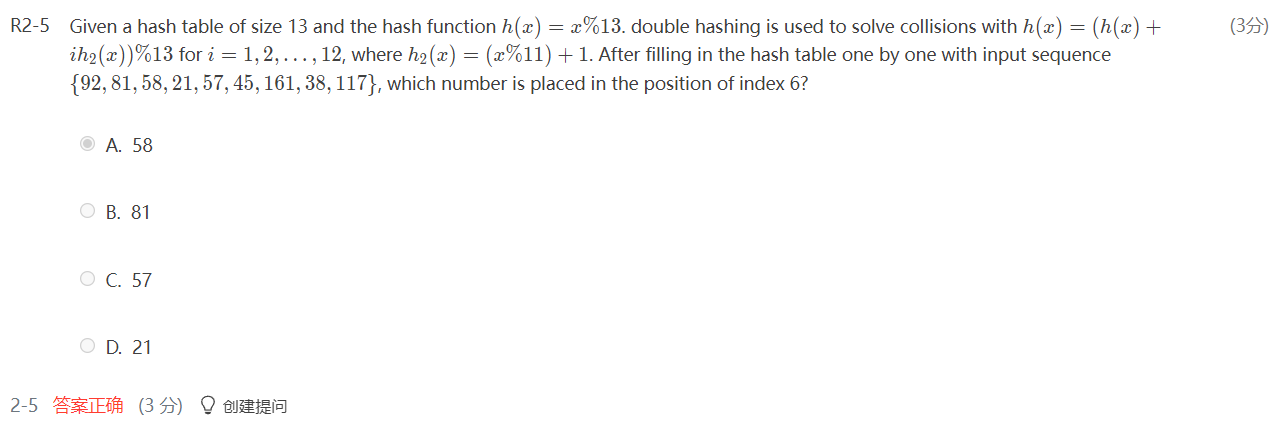 R2-5 Given a hash table of size 13 and the hash function h(x) = x%13. double hashing is used to solve collisions with h(x) = (h(x) + (3分)
ih₂(x))%13 for i = 1, 2, . . . , 12, where h₂(x) = (x%11) + 1. After filling in the hash table one by one with input sequence
{92, 81, 58, 21, 57, 45, 161, 38, 117}, which number is placed in the position of index 6?
A. 58
B. 81
C. 57
D. 21
2-5 答案正确 (3 分) 创建提问